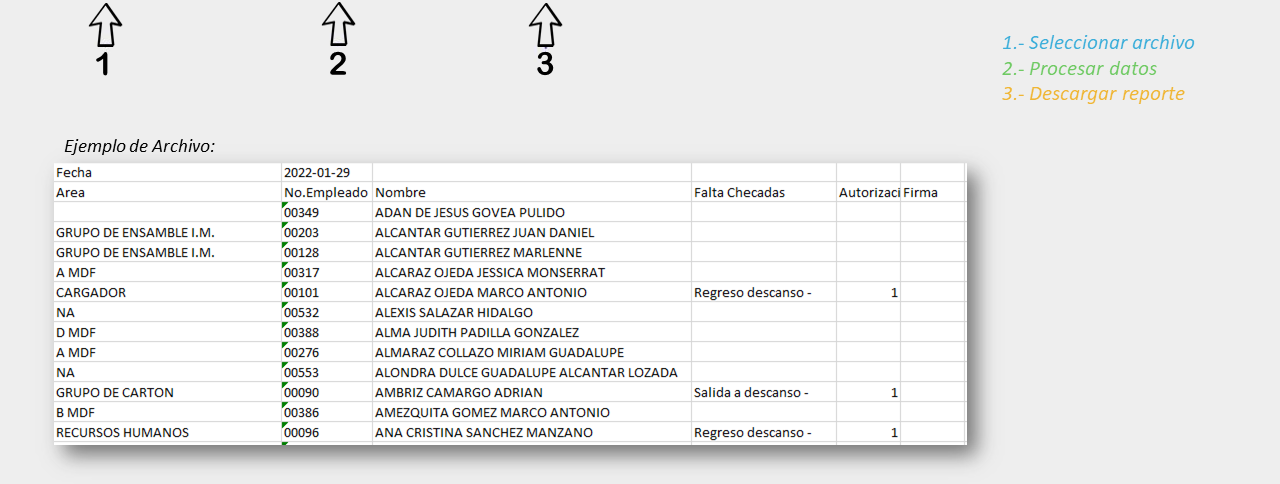 1 2 3
1.- Seleccionar archivo
2.- Procesar datos
3.- Descargar reporte
Ejemplo de Archivo:
Fecha 2022-01-29
Area No.Empleado Nombre Falta Checadas Autorizaci Firma
00349 ADAN DE JESUS GOVEA PULIDO
GRUPO DE ENSAMBLE I.M. 00203 ALCANTAR GUTIERREZ JUAN DANIEL
GRUPO DE ENSAMBLE I.M. 00128 ALCANTAR GUTIERREZ MARLENNE
A MDF 00317 ALCARAZ OJEDA JESSICA MONSERRAT
CARGADOR 00101 ALCARAZ OJEDA MARCO ANTONIO Regreso descanso - 1
NA 00532 ALEXIS SALAZAR HIDALGO
D MDF 00388 ALMA JUDITH PADILLA GONZALEZ
A MDF 00276 ALMARAZ COLLAZO MIRIAM GUADALUPE
NA 00553 ALONDRA DULCE GUADALUPE ALCANTAR LOZADA
GRUPO DE CARTON 00090 AMBRIZ CAMARGO ADRIAN Salida a descanso - 1
B MDF 00386 AMEZQUITA GOMEZ MARCO ANTONIO
RECURSOS HUMANOS 00096 ANA CRISTINA SANCHEZ MANZANO Regreso descanso - 1